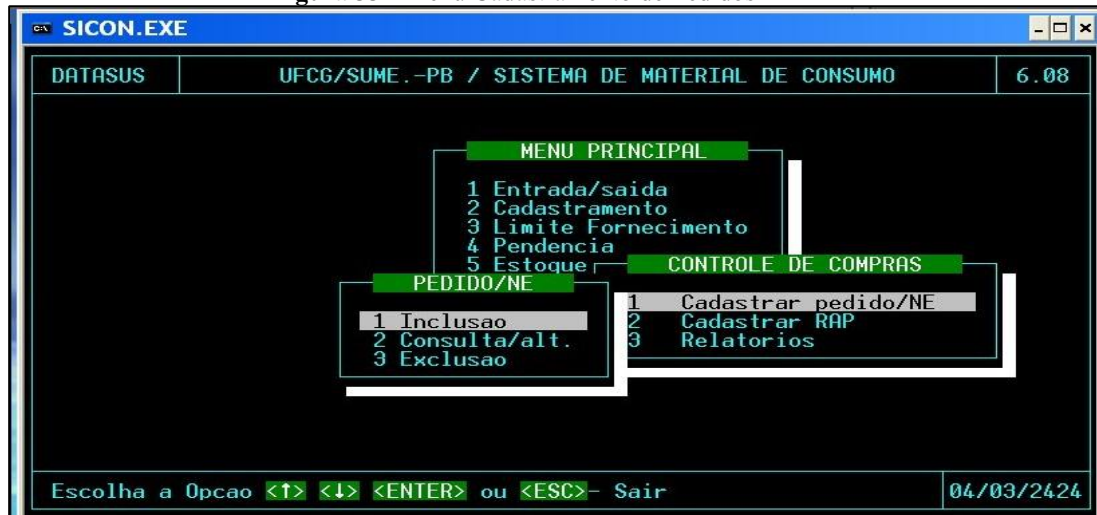 SICON.EXE
DATASUS UFCG/SUME.-PB / SISTEMA DE MATERIAL DE CONSUMO 6.08
MENU PRINCIPAL
1 Entrada/saida
2 Cadastramento
3 Limite Fornecimento
4 Pendencia
5 Estoque
CONTROLE DE COMPRAS
1 Cadastrar pedido/NE
2 Cadastrar RAP
3 Relatorios
PEDIDO/NE
1 Inclusao
2 Consulta/alt.
3 Exclusao
Escolha a Opcao <↑> <↓> <ENTER> ou <ESC>- Sair 04/03/2424